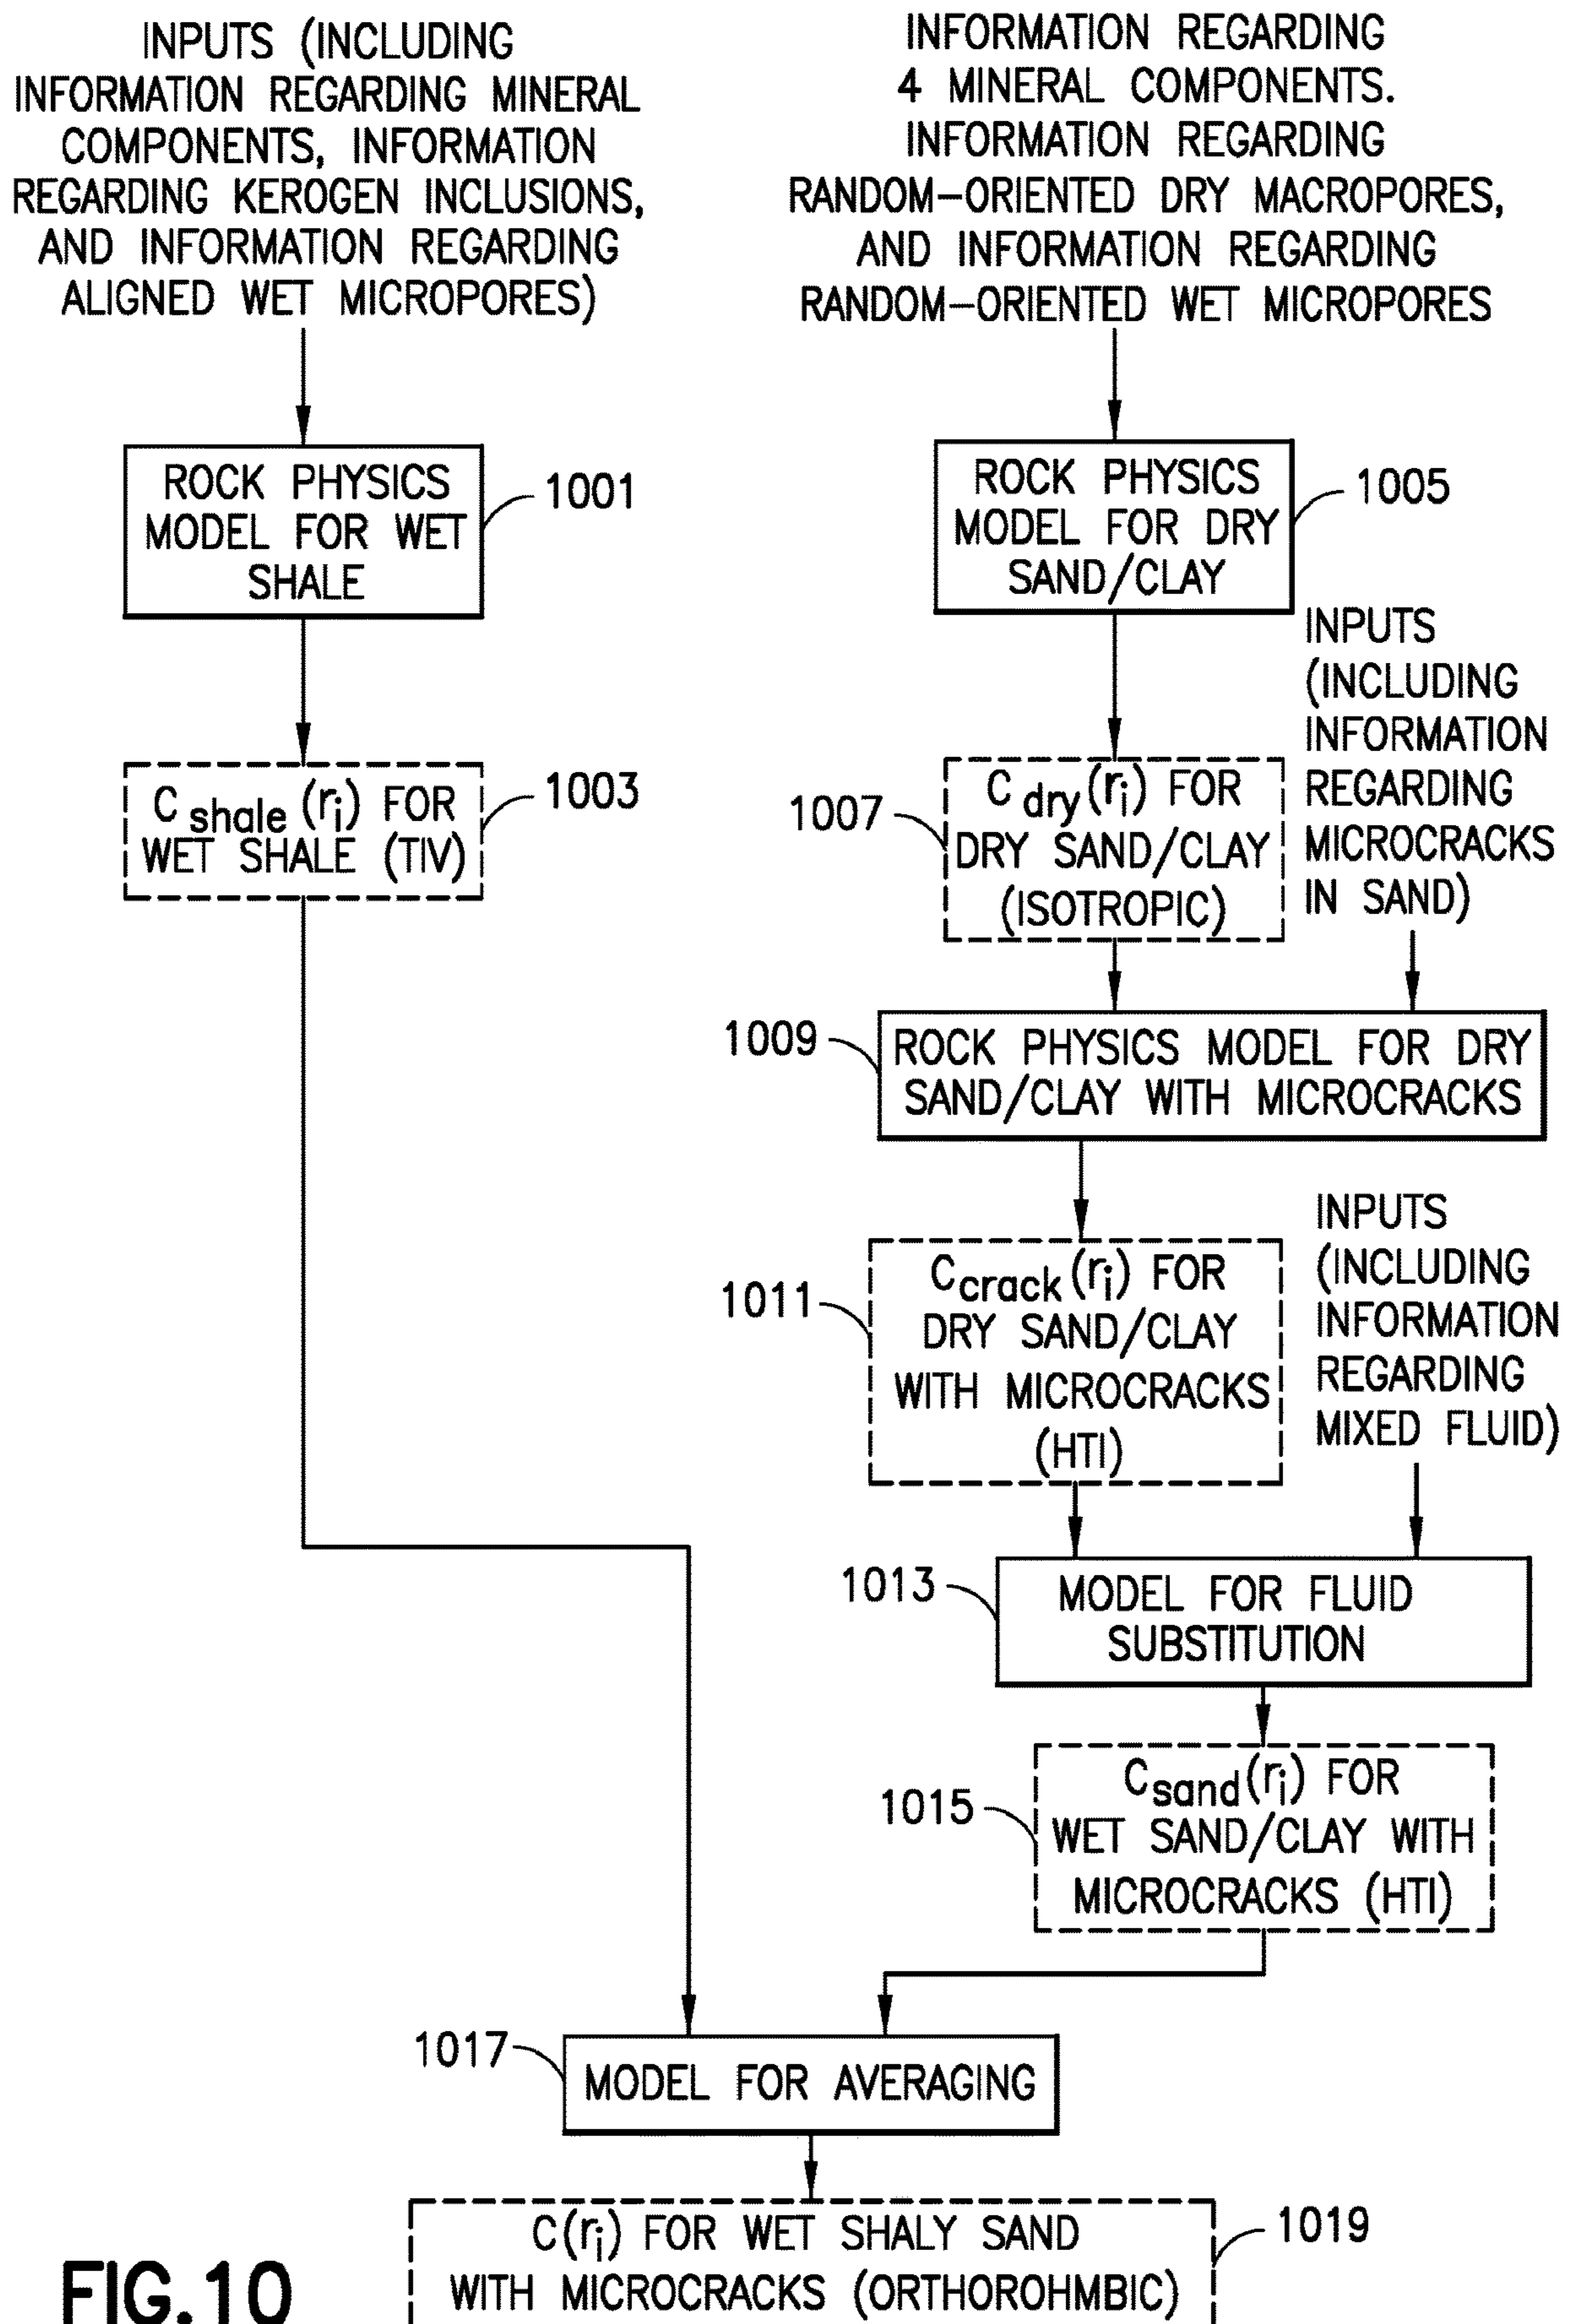 INPUTS (INCLUDING
INFORMATION REGARDING MINERAL
COMPONENTS, INFORMATION
REGARDING KEROGEN INCLUSIONS,
AND INFORMATION REGARDING
ALIGNED WET MICROPORES)
INFORMATION REGARDING
4 MINERAL COMPONENTS.
INFORMATION REGARDING
RANDOM-ORIENTED DRY MACROPORES,
AND INFORMATION REGARDING
RANDOM-ORIENTED WET MICROPORES
ROCK PHYSICS
MODEL FOR WET
SHALE
1001
ROCK PHYSICS
MODEL FOR DRY
SAND/CLAY
1005
C shale (ri) FOR
WET SHALE (TIV)
1003
1007
C dry (ri) FOR
DRY SAND/CLAY
(ISOTROPIC)
INPUTS
(INCLUDING
INFORMATION
REGARDING
MICROCRACKS
IN SAND)
1009
ROCK PHYSICS MODEL FOR DRY
SAND/CLAY WITH MICROCRACKS
1011
Ccrack (ri) FOR
DRY SAND/CLAY
WITH MICROCRACKS
(HTI)
INPUTS
(INCLUDING
INFORMATION
REGARDING
MIXED FLUID)
1013
MODEL FOR FLUID
SUBSTITUTION
1015
Csand (ri) FOR
WET SAND/CLAY WITH
MICROCRACKS (HTI)
1017
MODEL FOR AVERAGING
C(ri) FOR WET SHALY SAND
WITH MICROCRACKS (ORTHOROHMBIC)
1019
FIG.10